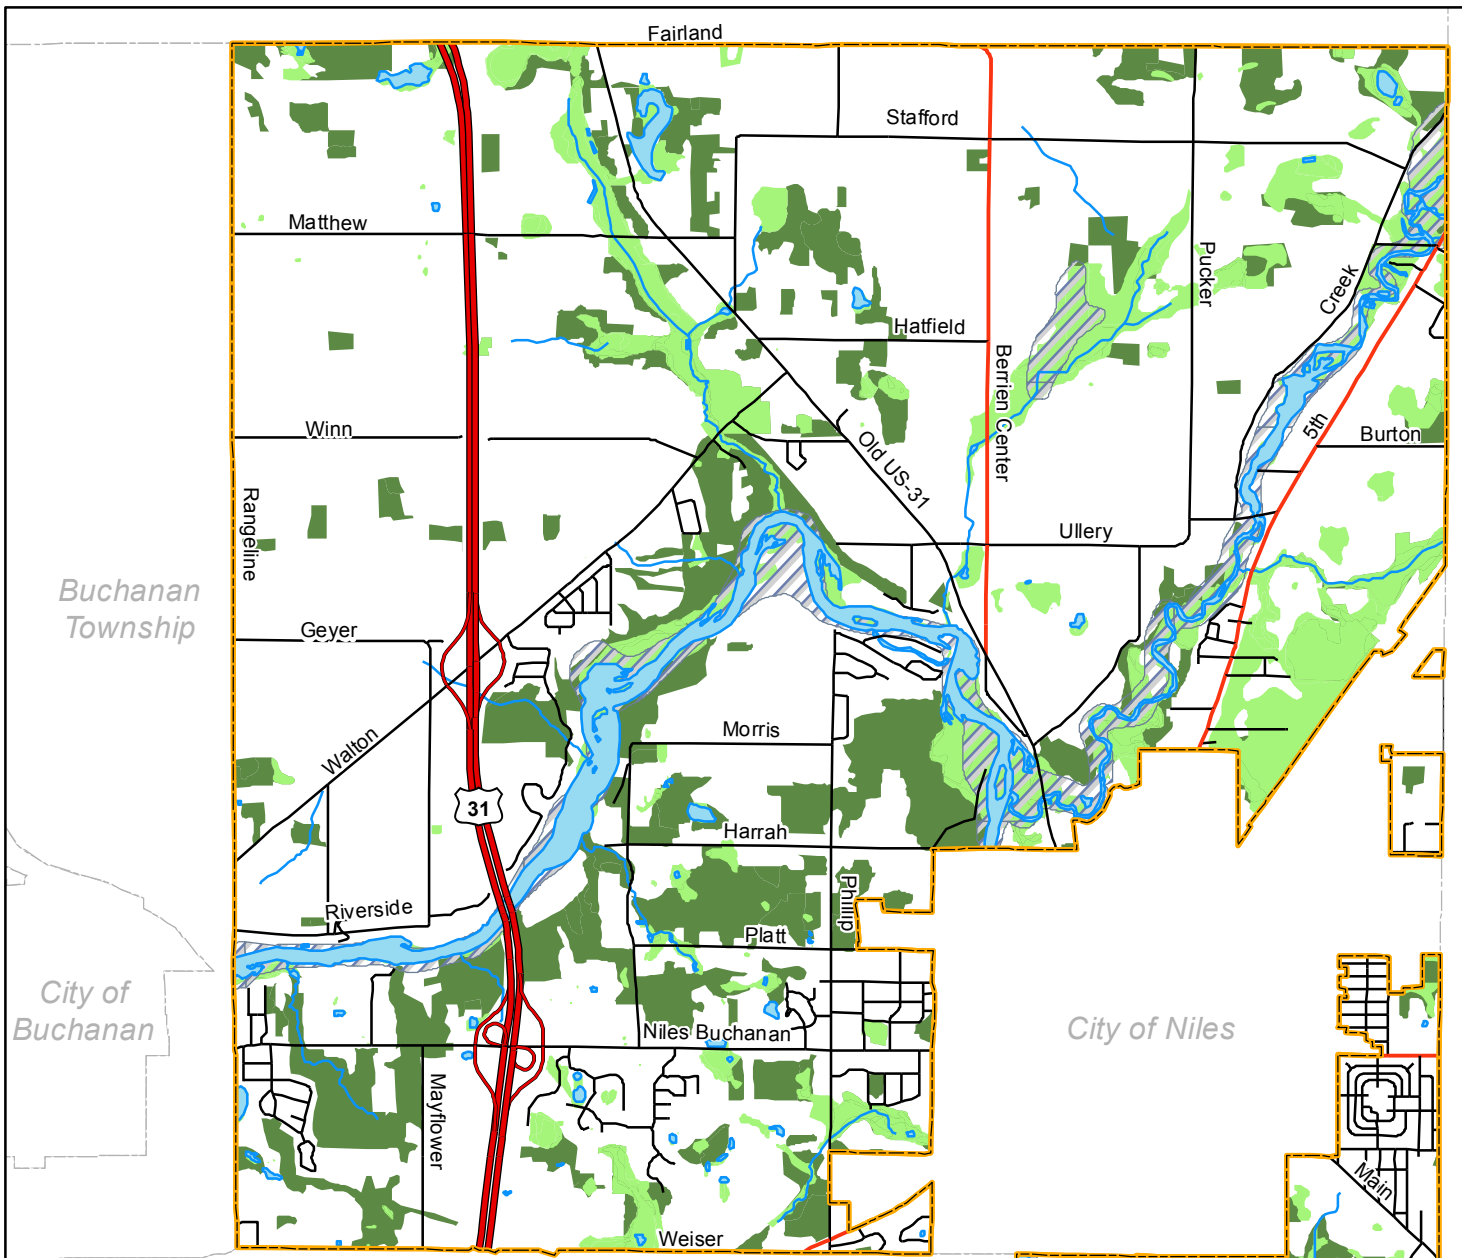 Fairland
Stafford
Matthew
Pucker
Creek
Hatfield
Berrien Center
Winn
5th
Burton
Old US-31
Rangeline
Ullery
Buchanan
Township
Geyer
Morris
Walton
31
Harrah
Phillip
Riverside
Platt
City of
Buchanan
Niles Buchanan
City of Niles
Mayflower
Main
Weiser